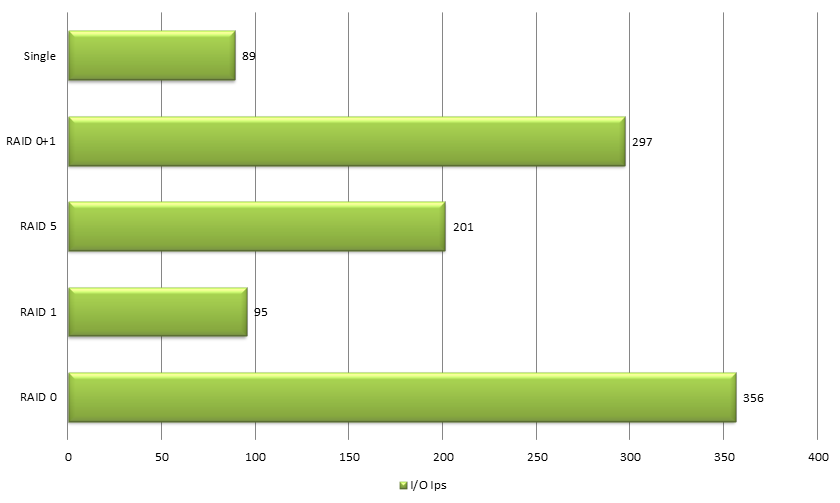 Single 89
RAID 0+1 297
RAID 5 201
RAID 1 95
RAID 0 356
0 50 100 150 200 250 300 350 400
I/O Ips